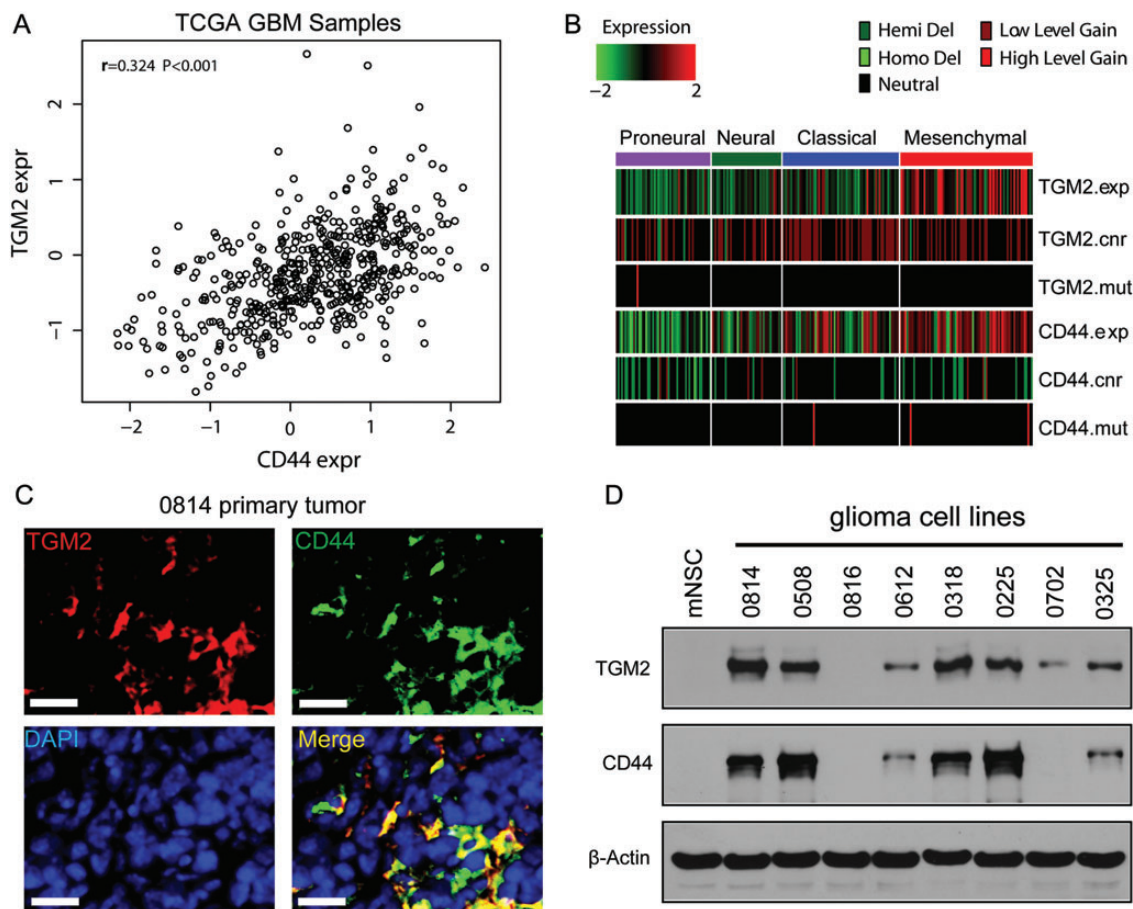 A
TCGA GBM Samples
r=0.324 P<0.001
TGM2 expr
2
1
0
−1
−2
−1
0
1
2
CD44 expr
B
Expression
−2
2
Hemi Del
Low Level Gain
Homo Del
High Level Gain
Neutral
Proneural
Neural
Classical
Mesenchymal
TGM2.exp
TGM2.cnr
TGM2.mut
CD44.exp
CD44.cnr
CD44.mut
C
0814 primary tumor
TGM2
CD44
DAPI
Merge
D
glioma cell lines
mNSC
0814
0508
0816
0612
0318
0225
0702
0325
TGM2
CD44
β-Actin